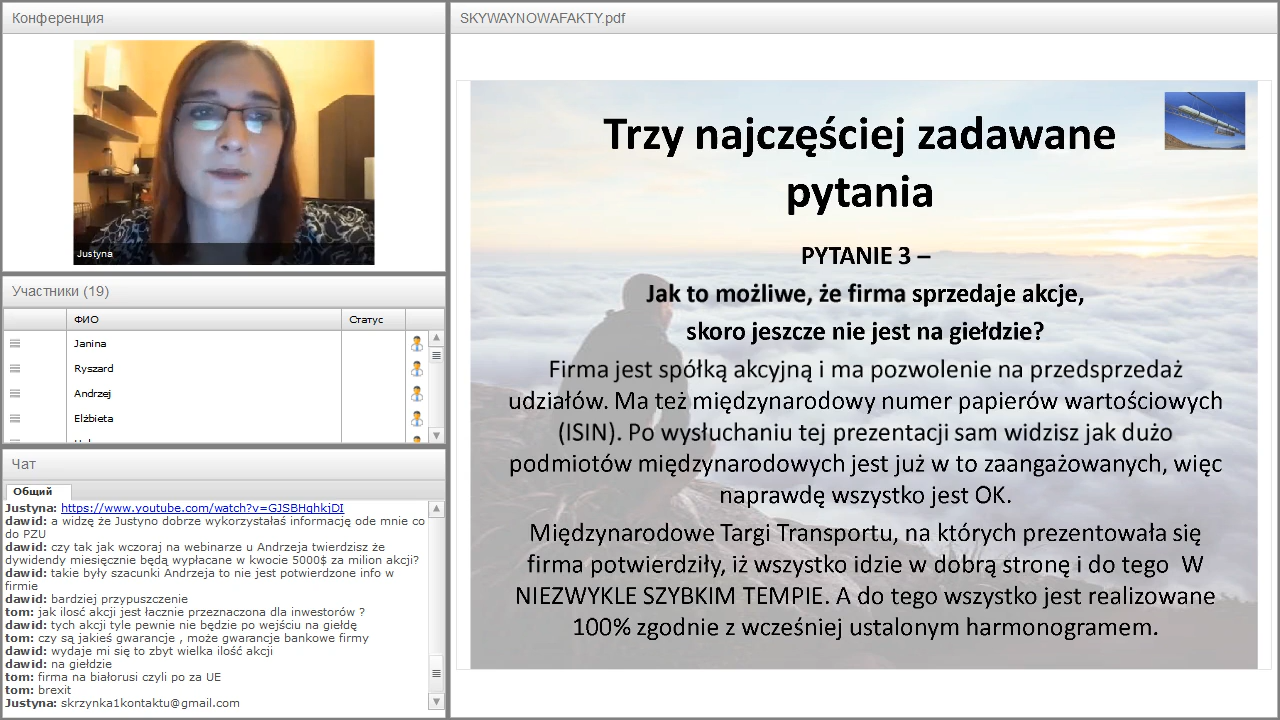 Конференция
Justyna
Участники (19)
ФИО
Статус
Janina
Ryszard
Andrzej
Elżbieta
Чат
Общий
Justyna: https://www.youtube.com/watch?v=GJSBHghkjDI
dawid: a widzę że Justyno dobrze wykorzystałaś informację ode mnie co
do PZU
dawid: czy tak jak wczoraj na webinarze u Andrzeja twierdzisz że
dywidendy miesięcznie będą wypłacane w kwocie 5000$ za milion akcji?
dawid: takie były szacunki Andrzeja to nie jest potwierdzone info w
firmie
dawid: bardziej przypuszczenie
tom: jak ilosć akcji jest łacznie przeznaczona dla inwestorów ?
dawid: tych akcji tyle pewnie nie będzie po wejściu na giełdę
tom: czy są jakieś gwarancje , może gwarancje bankowe firmy
dawid: wydaje mi się to zbyt wielka ilość akcji
dawid: na giełdzie
tom: firma na białorusi czyli po za UE
tom: brexit
Justyna: skrzynka1kontaktu@gmail.com
SKYWAYNOWAFAKTY.pdf
Trzy najczęściej zadawane
pytania
PYTANIE 3 –
Jak to możliwe, że firma sprzedaje akcje,
skoro jeszcze nie jest na giełdzie?
Firma jest spółką akcyjną i ma pozwolenie na przedsprzedaż
udziałów. Ma też międzynarodowy numer papierów wartościowych
(ISIN). Po wysłuchaniu tej prezentacji sam widzisz jak dużo
podmiotów międzynarodowych jest już w to zaangażowanych, więc
naprawdę wszystko jest OK.
Międzynarodowe Targi Transportu, na których prezentowała się
firma potwierdziły, iż wszystko idzie w dobrą stronę i do tego  W
NIEZWYKLE SZYBKIM TEMPIE. A do tego wszystko jest realizowane
100% zgodnie z wcześniej ustalonym harmonogramem.